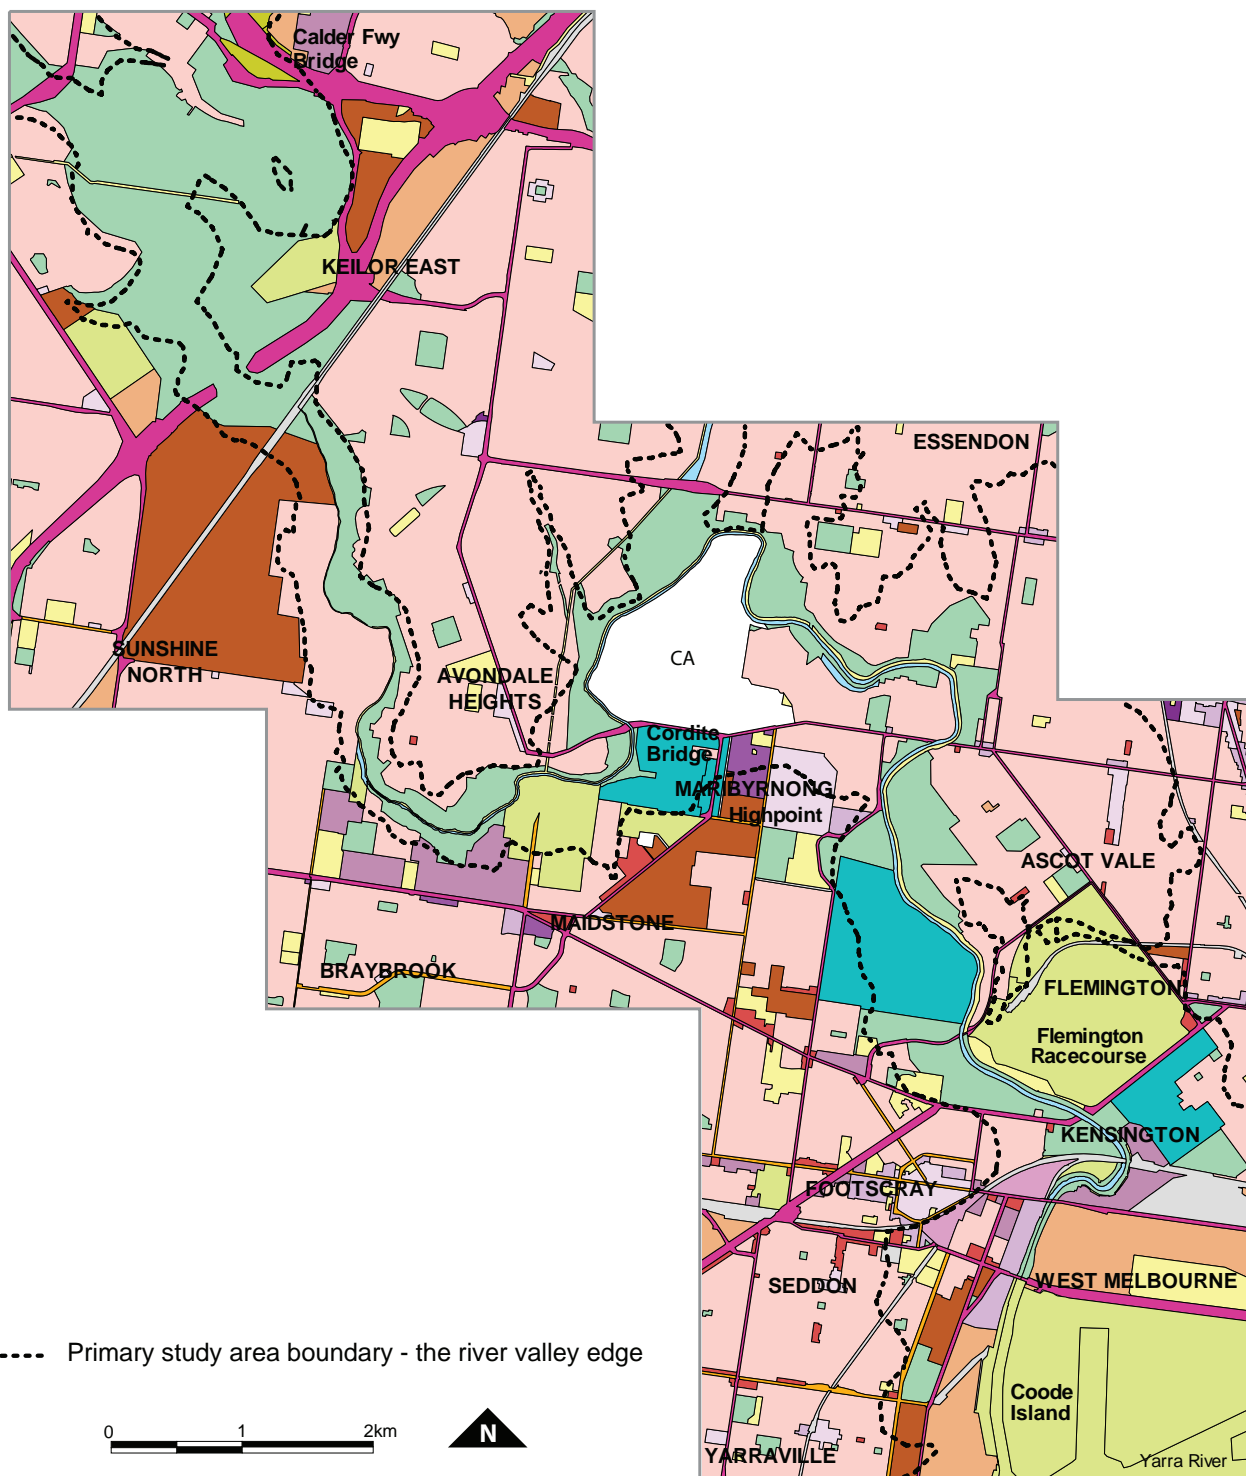 Calder Fwy
Bridge
KEILOR EAST
ESSENDON
SUNSHINE
NORTH
CA
AVONDALE
HEIGHTS
Cordite
Bridge
MARIBYRNONG
Highpoint
ASCOT VALE
MAIDSTONE
BRAYBROOK
FLEMINGTON
Flemington
Racecourse
KENSINGTON
FOOTSCRAY
SEDDON
WEST MELBOURNE
Primary study area boundary - the river valley edge
Coode
Island
0 1 2km
N
YARRAVILLE
Yarra River